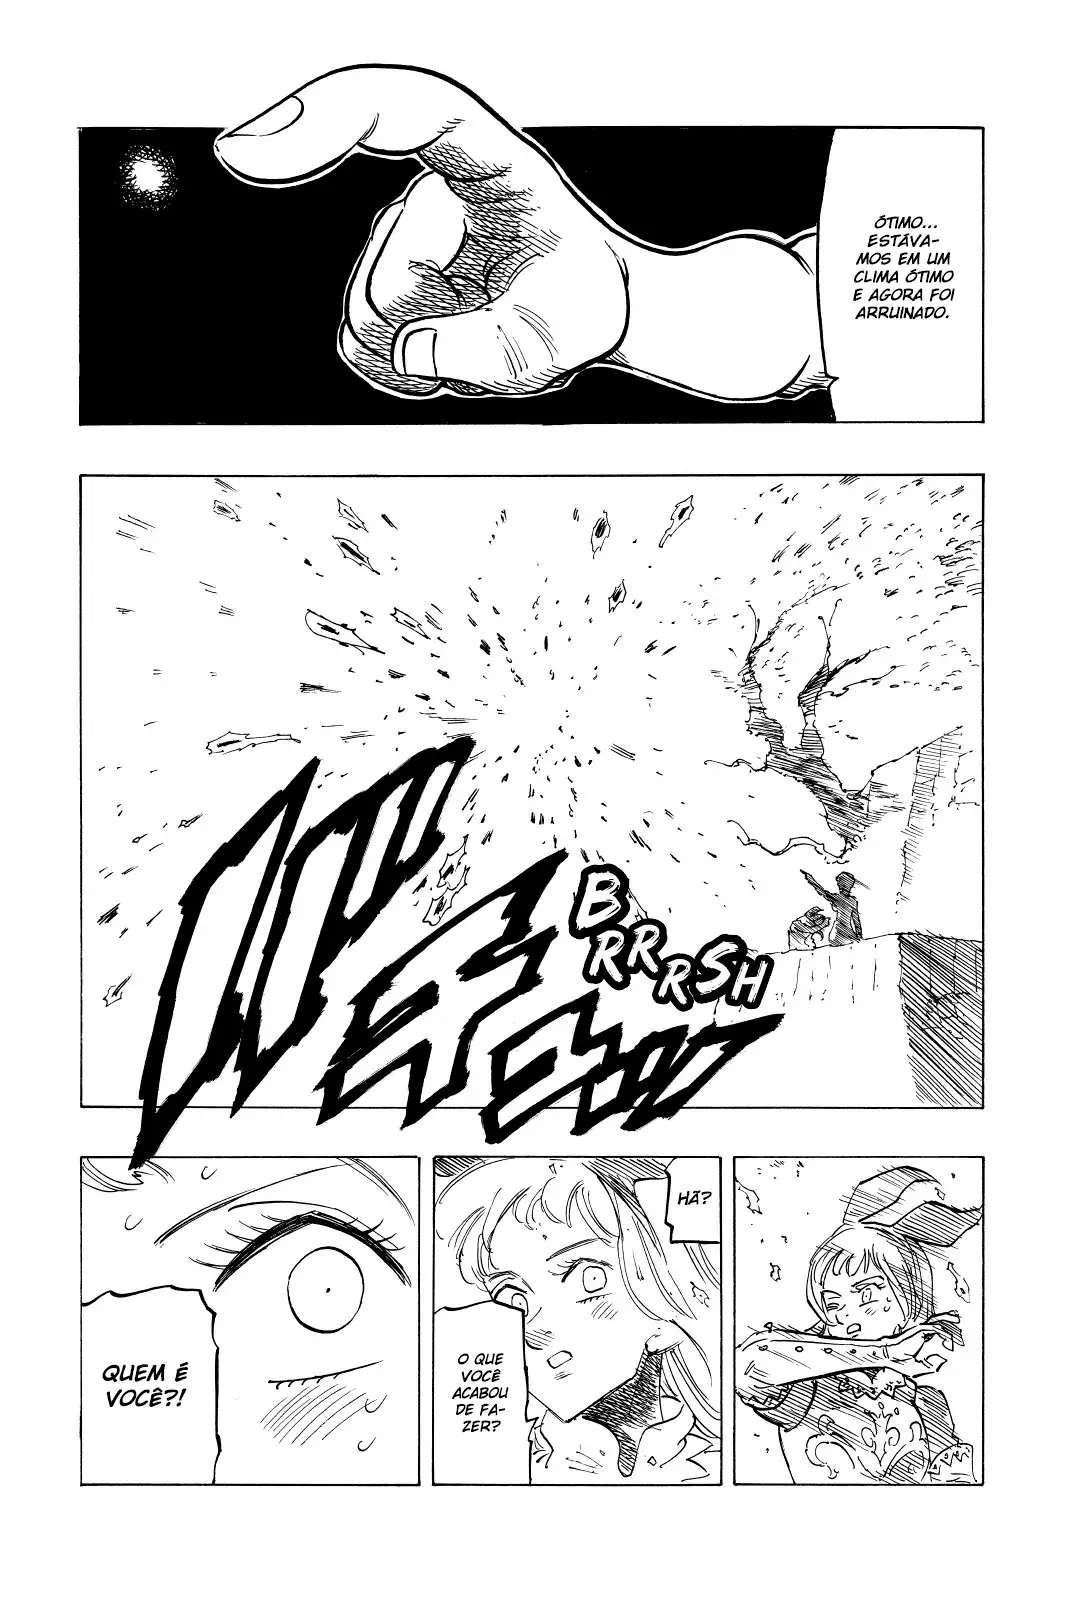 ÓTIMO...
ESTÁVA-
MOS EM UM
CLIMA ÓTIMO
E AGORA FOI
ARRUINADO.
BRRRRSH
HÃ?
O QUE
VOCÊ
ACABOU
DE FA-
ZER?
QUEM É
VOCÊ?!